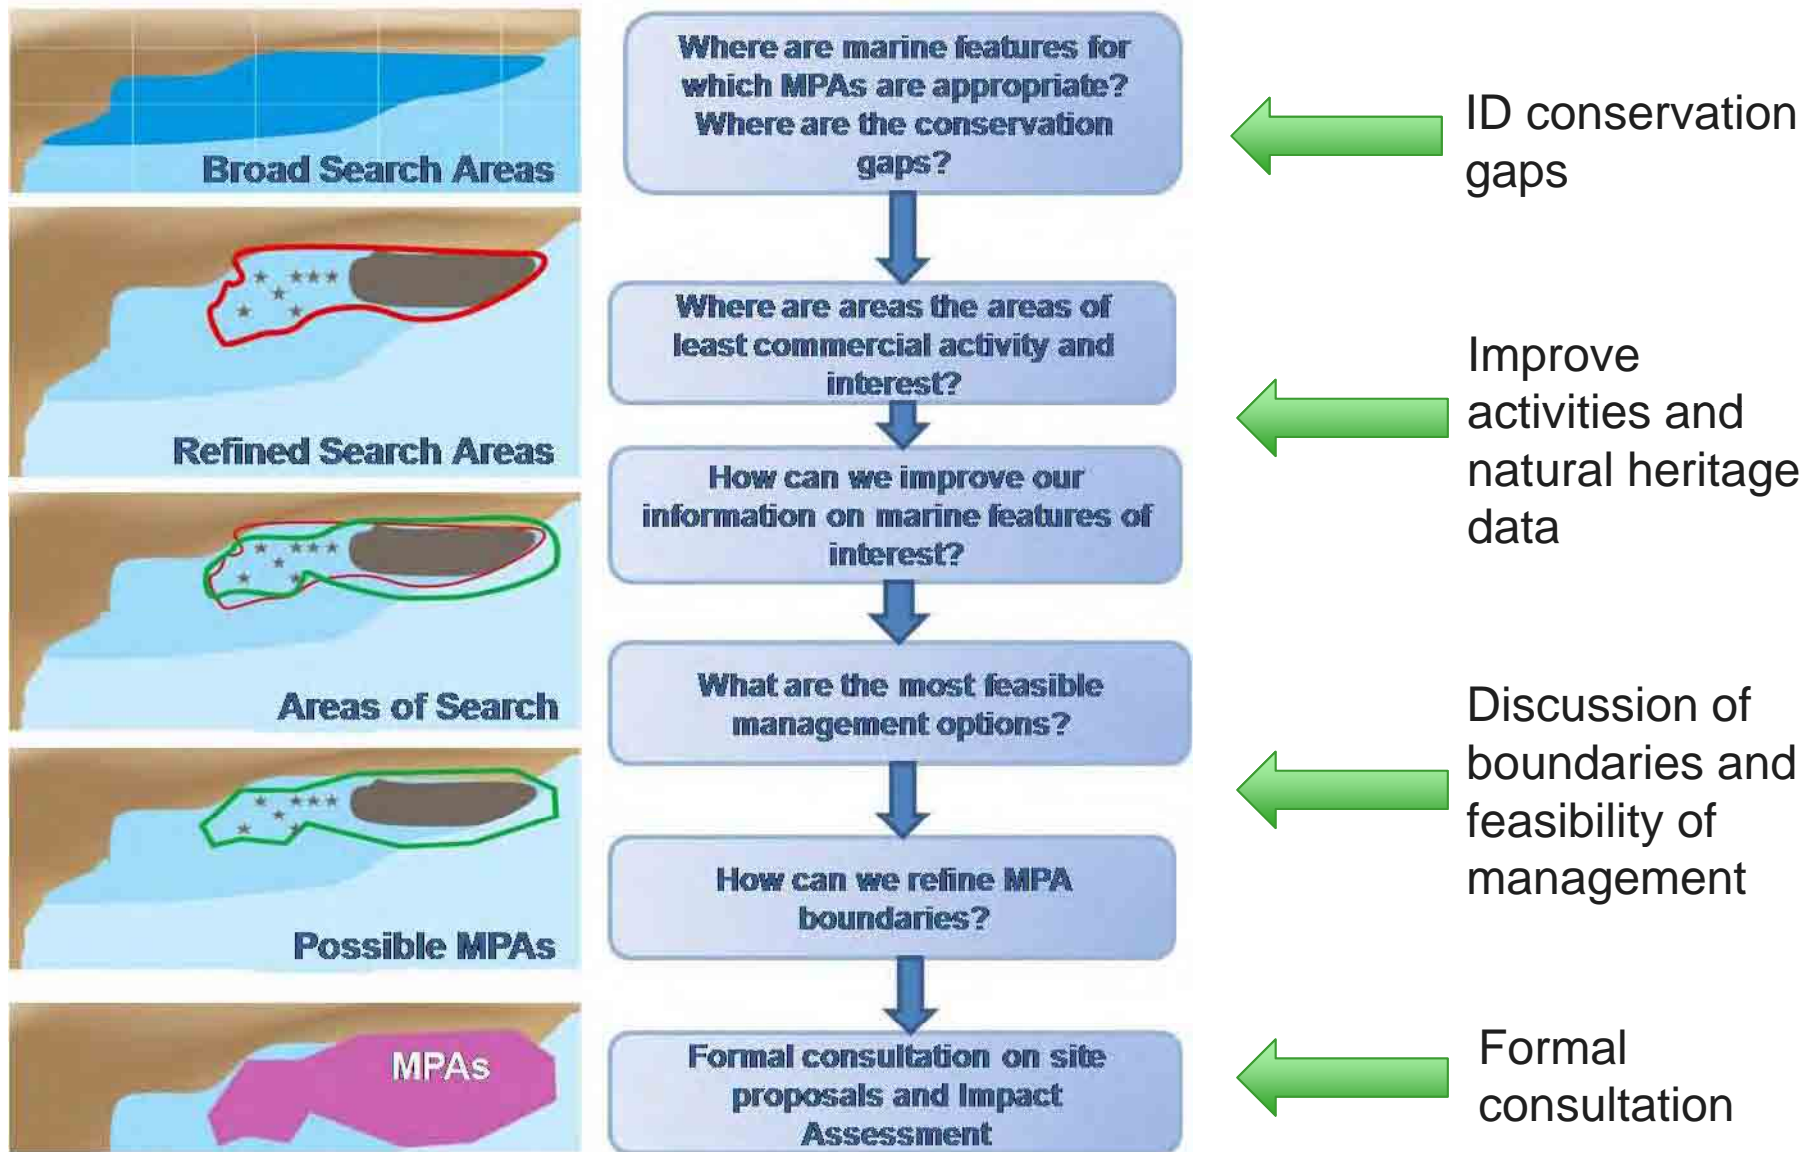 Broad Search Areas
Refined Search Areas
Areas of Search
Possible MPAs
MPAs
Where are marine features for
which MPAs are appropriate?
Where are the conservation
gaps?
Where are areas the areas of
least commercial activity and
interest?
How can we improve our
information on marine features of
interest?
What are the most feasible
management options?
How can we refine MPA
boundaries?
Formal consultation on site
proposals and Impact
Assessment
ID conservation
gaps
Improve
activities and
natural heritage
data
Discussion of
boundaries and
feasibility of
management
Formal
consultation